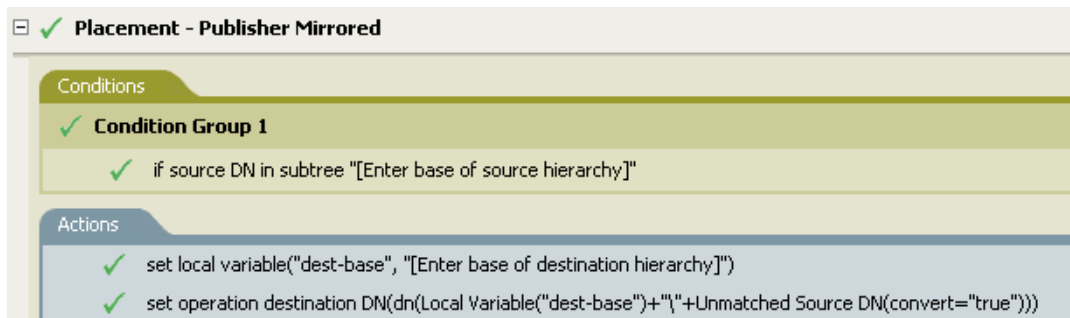 Placement - Publisher Mirrored
Conditions
Condition Group 1
if source DN in subtree "[Enter base of source hierarchy]"
Actions
set local variable("dest-base", "[Enter base of destination hierarchy]")
set operation destination DN(dn(Local Variable("dest-base")+"\"+Unmatched Source DN(convert="true")))